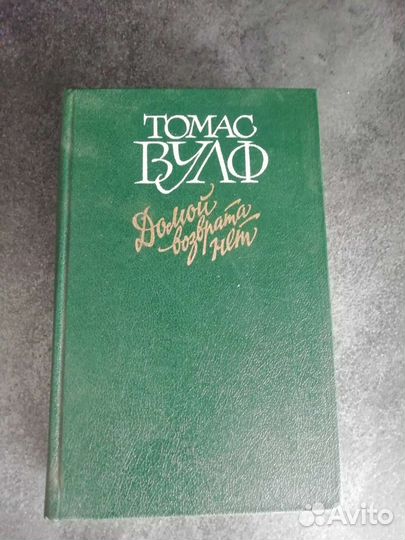 ТОМАС
ВУЛФ
Домой
возврата
нет
Avito